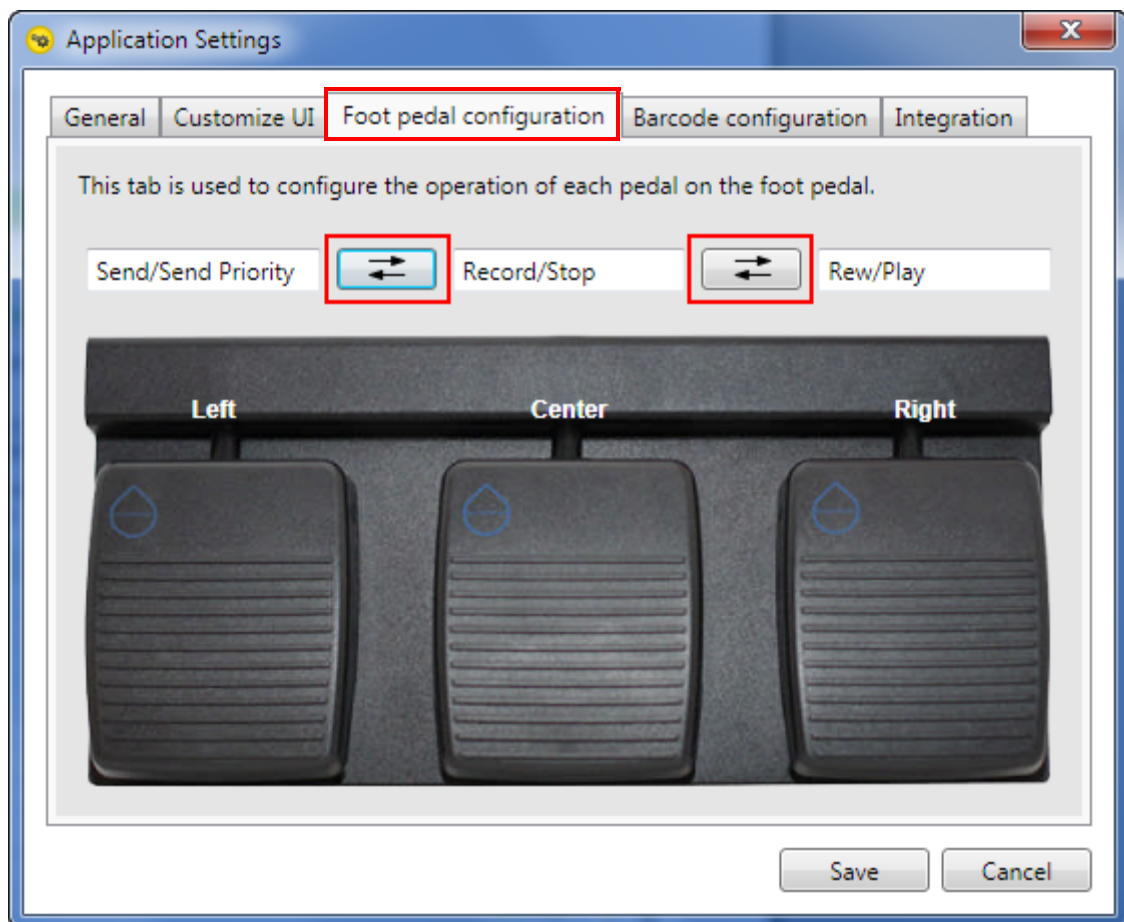 Application Settings
General Customize UI Foot pedal configuration Barcode configuration Integration
This tab is used to configure the operation of each pedal on the foot pedal.
Send/Send Priority Record/Stop Rew/Play
Left Center Right
Save Cancel